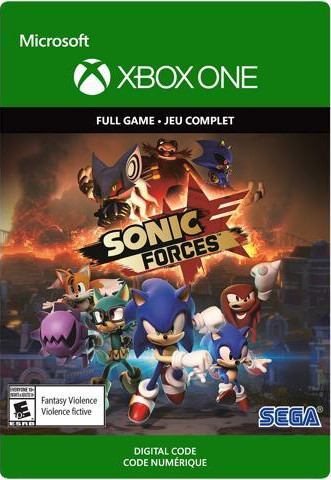 Microsoft
XBOX ONE
FULL GAME • JEU COMPLET
SONIC
FORCES
EVERYONE 10+
E
10+
ESRB
Fantasy Violence
Violence fictive
SEGA
DIGITAL CODE
CODE NUMÉRIQUE